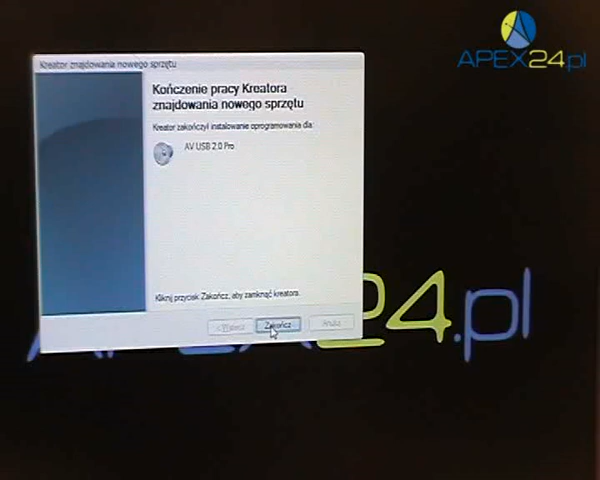 APEX24.pl
Kreator znajdowania nowego sprzętu
Kończenie pracy Kreatora
znajdowania nowego sprzętu
Kreator zakończył instalowanie oprogramowania dla:
AV USB 2.0 Pro
Kliknij przycisk Zakończ, aby zamknąć kreatora.
< Wstecz
Zakończ
Anuluj
24.pl